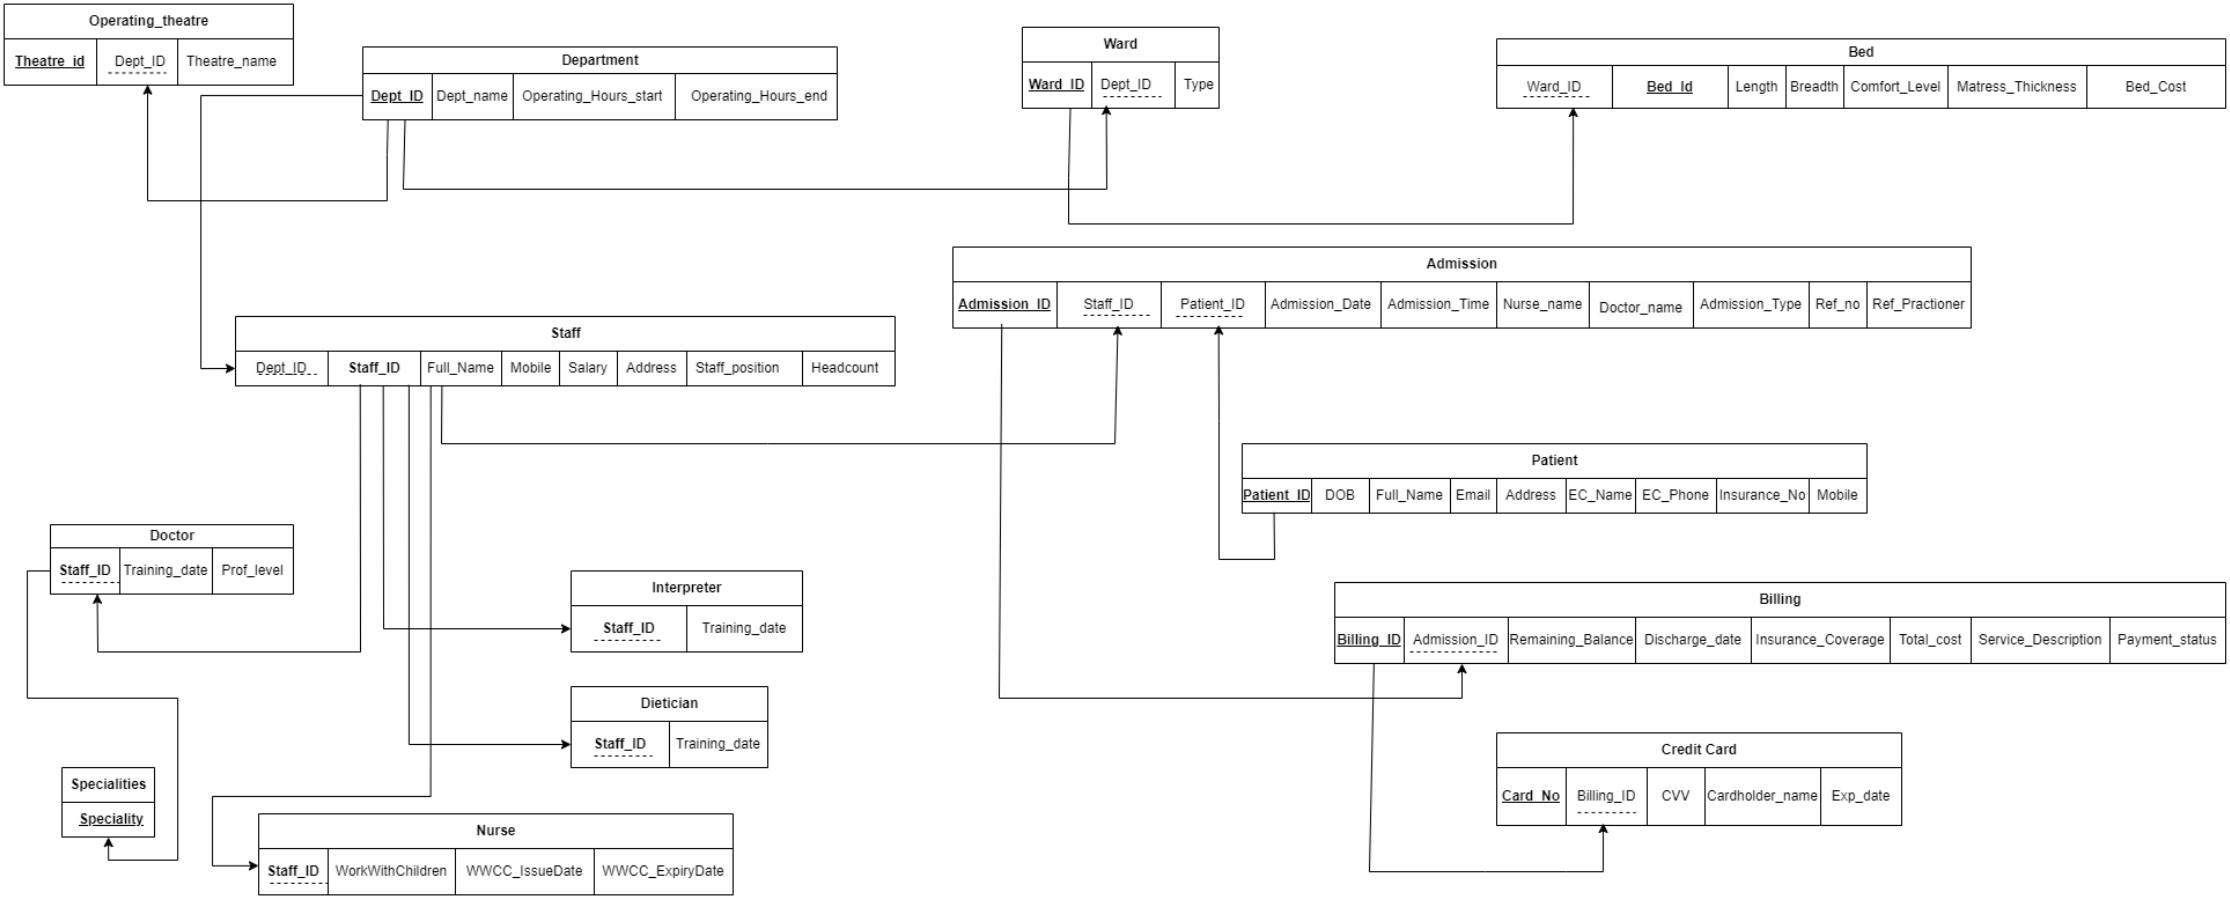 Operating_theatre
Theatre_id Dept_ID Theatre_name
Department
Dept_ID Dept_name Operating_Hours_start Operating_Hours_end
Ward
Ward_ID Dept_ID Type
Bed
Ward_ID Bed_Id Length Breadth Comfort_Level Matress_Thickness Bed_Cost
Admission
Admission_ID Staff_ID Patient_ID Admission_Date Admission_Time Nurse_name Doctor_name Admission_Type Ref_no Ref_Practioner
Staff
Dept_ID Staff_ID Full_Name Mobile Salary Address Staff_position Headcount
Patient
Patient_ID DOB Full_Name Email Address EC_Name EC_Phone Insurance_No Mobile
Doctor
Staff_ID Training_date Prof_level
Interpreter
Staff_ID Training_date
Billing
Billing_ID Admission_ID Remaining_Balance Discharge_date Insurance_Coverage Total_cost Service_Description Payment_status
Dietician
Staff_ID Training_date
Credit Card
Card_No Billing_ID CVV Cardholder_name Exp_date
Specialities
Speciality
Nurse
Staff_ID WorkWithChildren WWCC_IssueDate WWCC_ExpiryDate